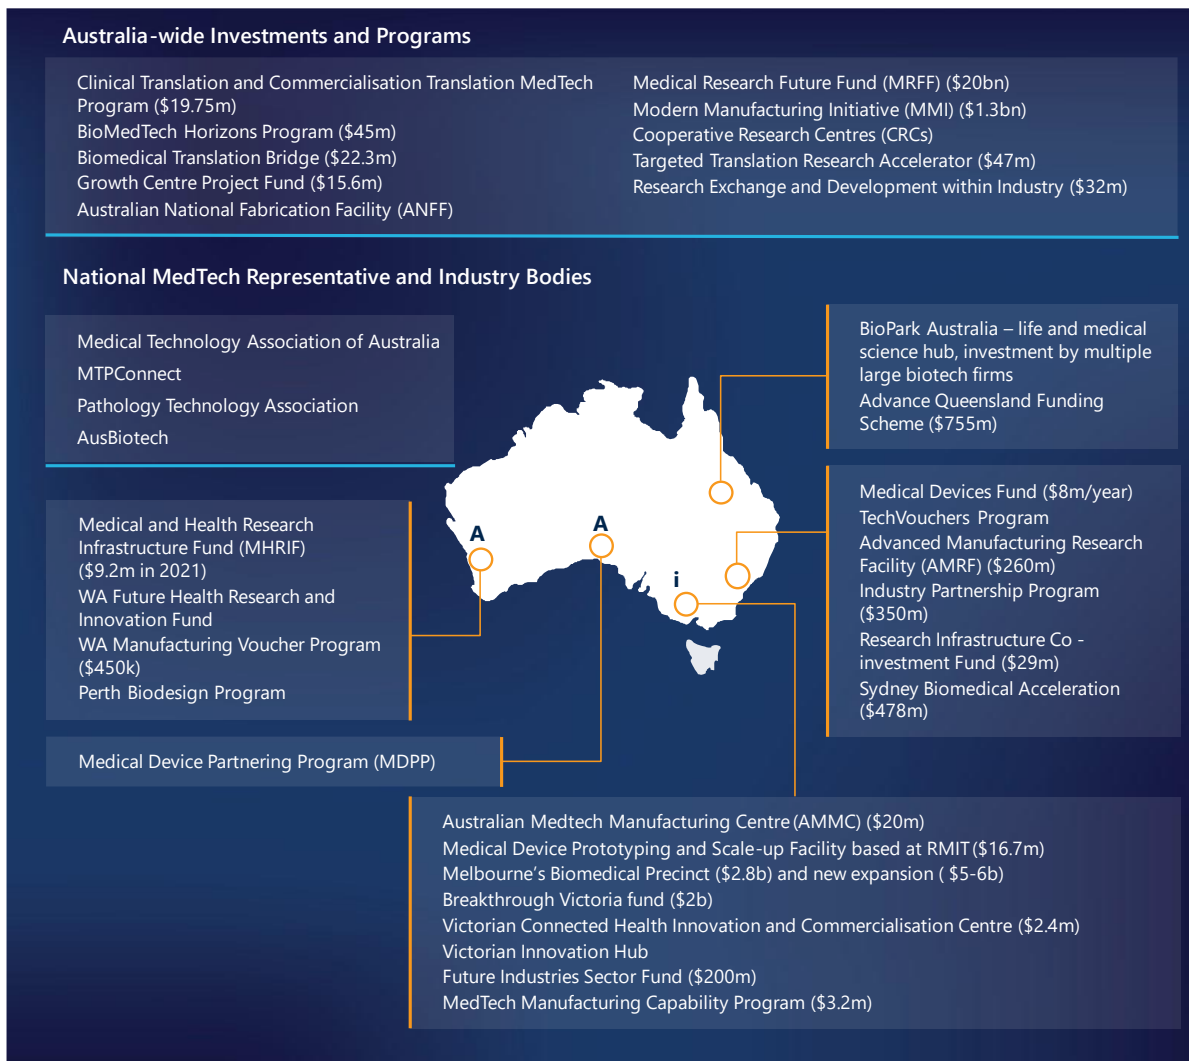 Australia-wide Investments and Programs
Clinical Translation and Commercialisation Translation MedTech
Program ($19.75m)
BioMedTech Horizons Program ($45m)
Biomedical Translation Bridge ($22.3m)
Growth Centre Project Fund ($15.6m)
Australian National Fabrication Facility (ANFF)
Medical Research Future Fund (MRFF) ($20bn)
Modern Manufacturing Initiative (MMI) ($1.3bn)
Cooperative Research Centres (CRCs)
Targeted Translation Research Accelerator ($47m)
Research Exchange and Development within Industry ($32m)
National MedTech Representative and Industry Bodies
Medical Technology Association of Australia
MTPConnect
Pathology Technology Association
AusBiotech
BioPark Australia – life and medical
science hub, investment by multiple
large biotech firms
Advance Queensland Funding
Scheme ($755m)
Medical Devices Fund ($8m/year)
TechVouchers Program
Advanced Manufacturing Research
Facility (AMRF) ($260m)
Industry Partnership Program
($350m)
Research Infrastructure Co -
investment Fund ($29m)
Sydney Biomedical Acceleration
($478m)
A
A
i
Medical and Health Research
Infrastructure Fund (MHRIF)
($9.2m in 2021)
WA Future Health Research and
Innovation Fund
WA Manufacturing Voucher Program
($450k)
Perth Biodesign Program
Medical Device Partnering Program (MDPP)
Australian Medtech Manufacturing Centre (AMMC) ($20m)
Medical Device Prototyping and Scale-up Facility based at RMIT ($16.7m)
Melbourne's Biomedical Precinct ($2.8b) and new expansion ( $5-6b)
Breakthrough Victoria fund ($2b)
Victorian Connected Health Innovation and Commercialisation Centre ($2.4m)
Victorian Innovation Hub
Future Industries Sector Fund ($200m)
MedTech Manufacturing Capability Program ($3.2m)